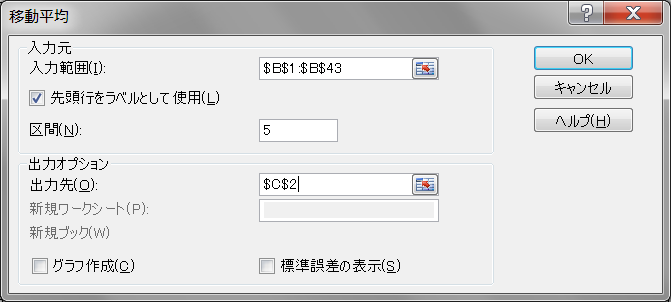 移動平均
?
入力元
入力範囲(I):
$B$1:$B$43
先頭行をラベルとして使用(L)
区間(N):
5
出力オプション
出力先(O):
$C$2
新規ワークシート(P):
新規ブック(W)
グラフ作成(C)
標準誤差の表示(S)
OK
キャンセル
ヘルプ(H)